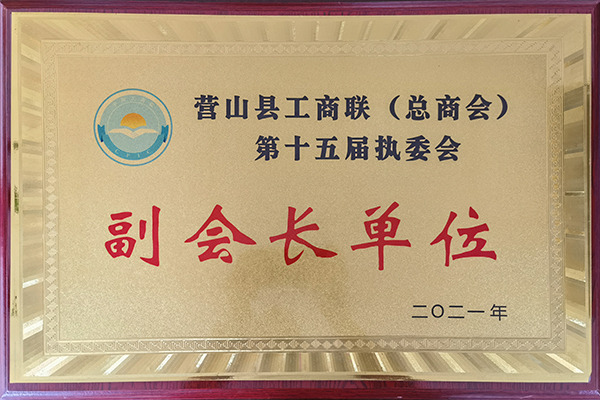 营山县工商联（总商会）
第十五届执委会
副会长单位
二〇二一年